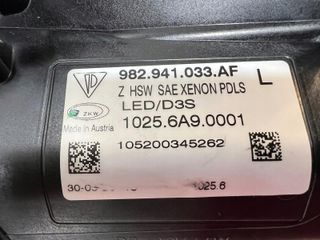 982.941.033.AF L
Z HSW SAE XENON PDLS
LED/D3S
ZKW
Made in Austria
1025.6A9.0001
105200345262
1025.6